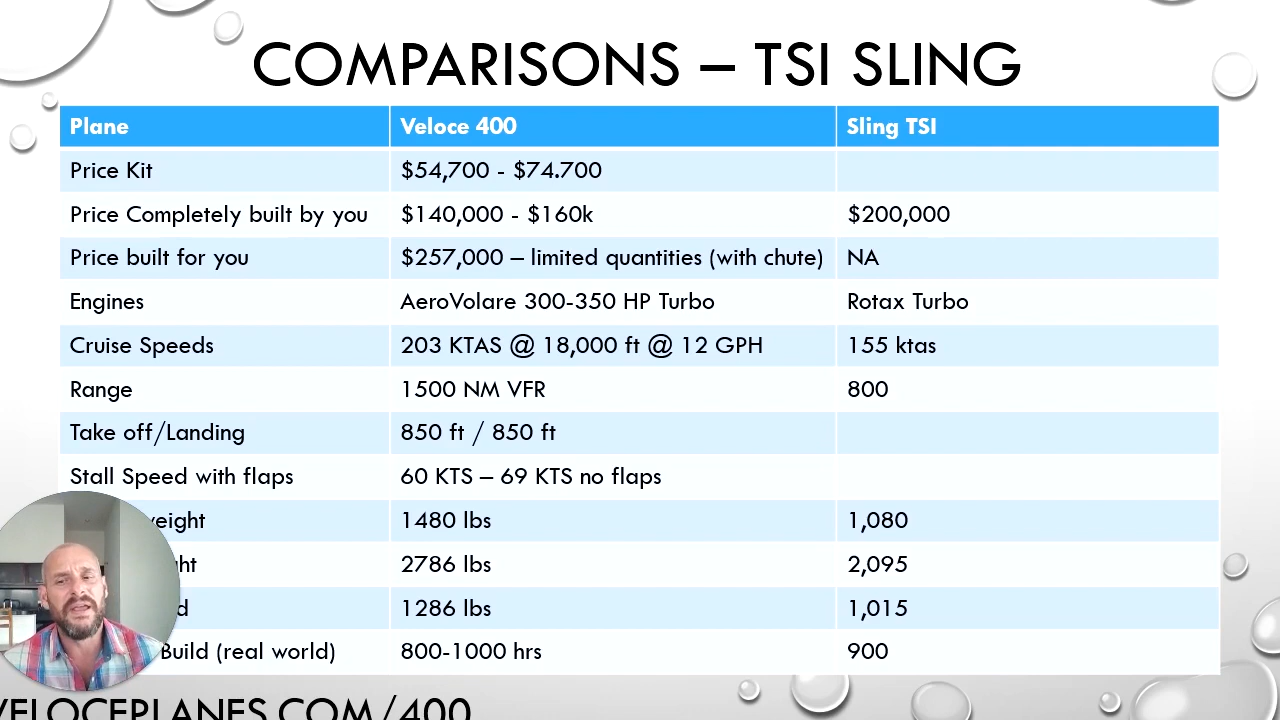 COMPARISONS – TSI SLING
Plane Veloce 400 Sling TSI
Price Kit $54,700 - $74.700
Price Completely built by you $140,000 - $160k $200,000
Price built for you $257,000 – limited quantities (with chute) NA
Engines AeroVolare 300-350 HP Turbo Rotax Turbo
Cruise Speeds 203 KTAS @ 18,000 ft @ 12 GPH 155 ktas
Range 1500 NM VFR 800
Take off/Landing 850 ft / 850 ft
Stall Speed with flaps 60 KTS – 69 KTS no flaps
1480 lbs 1,080
2786 lbs 2,095
1286 lbs 1,015
Build (real world) 800-1000 hrs 900
VELOCEPLANES.COM/400